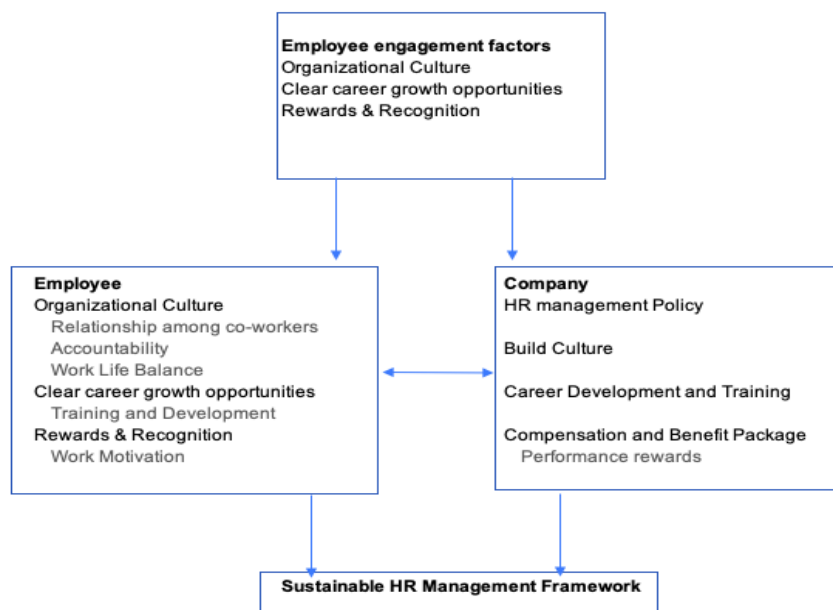 Employee engagement factors
Organizational Culture
Clear career growth opportunities
Rewards & Recognition
Employee
Organizational Culture
Relationship among co-workers
Accountability
Work Life Balance
Clear career growth opportunities
Training and Development
Rewards & Recognition
Work Motivation
Company
HR management Policy
Build Culture
Career Development and Training
Compensation and Benefit Package
Performance rewards
Sustainable HR Management Framework